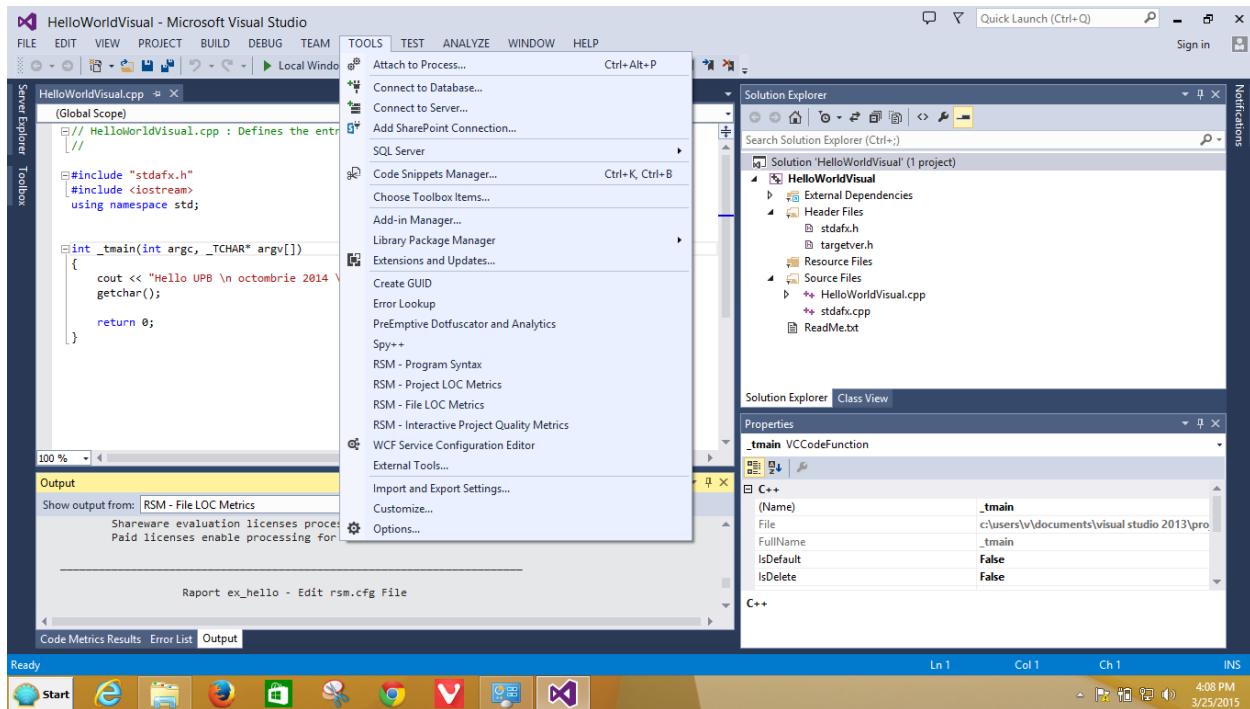 HelloWorldVisual - Microsoft Visual Studio
Quick Launch (Ctrl+Q)
FILE EDIT VIEW PROJECT BUILD DEBUG TEAM TOOLS TEST ANALYZE WINDOW HELP
Sign in
Local Windo
Attach to Process... Ctrl+Alt+P
Connect to Database...
Connect to Server...
Add SharePoint Connection...
SQL Server
Code Snippets Manager... Ctrl+K, Ctrl+B
Choose Toolbox Items...
Add-in Manager...
Library Package Manager
Extensions and Updates...
Create GUID
Error Lookup
PreEmptive Dotfuscator and Analytics
Spy++
RSM - Program Syntax
RSM - Project LOC Metrics
RSM - File LOC Metrics
RSM - Interactive Project Quality Metrics
WCF Service Configuration Editor
External Tools...
Import and Export Settings...
Customize...
Options...
Server Explorer
Toolbox
HelloWorldVisual.cpp
(Global Scope)
// HelloWorldVisual.cpp : Defines the entr
//
#include "stdafx.h"
#include <iostream>
using namespace std;
int _tmain(int argc, _TCHAR* argv[])
{
cout << "Hello UPB \n octombrie 2014 \
getchar();
return 0;
}
100 %
Output
Show output from: RSM - File LOC Metrics
Shareware evaluation licenses proces
Paid licenses enable processing for
Raport ex_hello - Edit rsm.cfg File
Code Metrics Results Error List Output
Solution Explorer
Search Solution Explorer (Ctrl+;)
Solution 'HelloWorldVisual' (1 project)
HelloWorldVisual
External Dependencies
Header Files
stdafx.h
targetver.h
Resource Files
Source Files
HelloWorldVisual.cpp
stdafx.cpp
ReadMe.txt
Solution Explorer Class View
Notifications
Properties
_tmain VCCodeFunction
C++
(Name) _tmain
File c:\users\v\documents\visual studio 2013\pro
FullName _tmain
IsDefault False
IsDelete False
C++
Ready Ln 1 Col 1 Ch 1 INS
Start
4:08 PM
3/25/2015